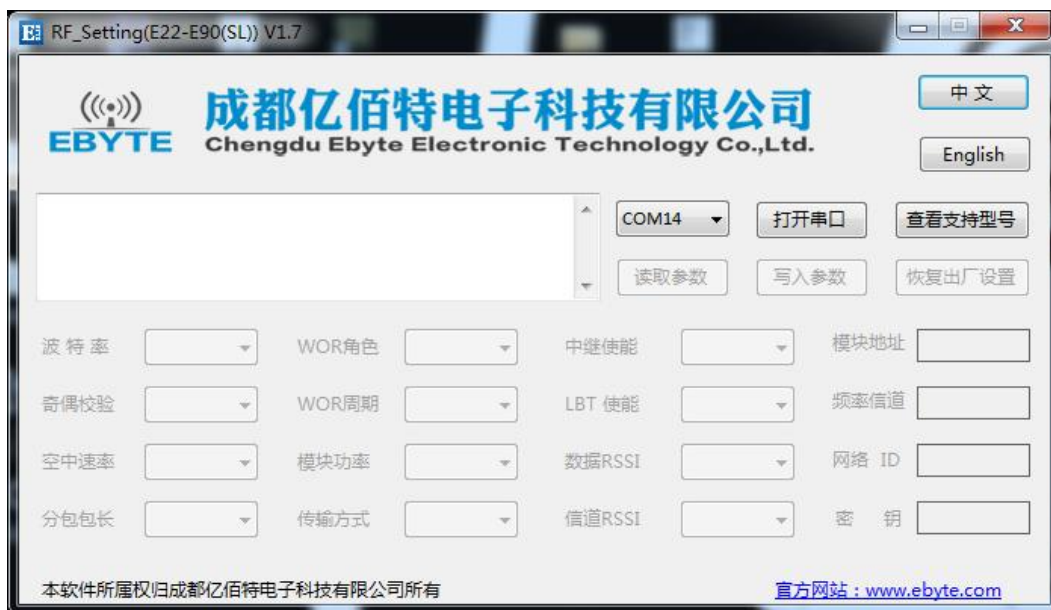 RF_Setting(E22-E90(SL)) V1.7
EBYTE
成都亿佰特电子科技有限公司
Chengdu Ebyte Electronic Technology Co.,Ltd.
中文
English
COM14 打开串口 查看支持型号
读取参数 写入参数 恢复出厂设置
波特率 WOR角色 中继使能 模块地址
奇偶校验 WOR周期 LBT 使能 频率信道
空中速率 模块功率 数据RSSI 网络 ID
分包包长 传输方式 信道RSSI 密 钥
本软件所属权归成都亿佰特电子科技有限公司所有 官方网站：www.ebyte.com